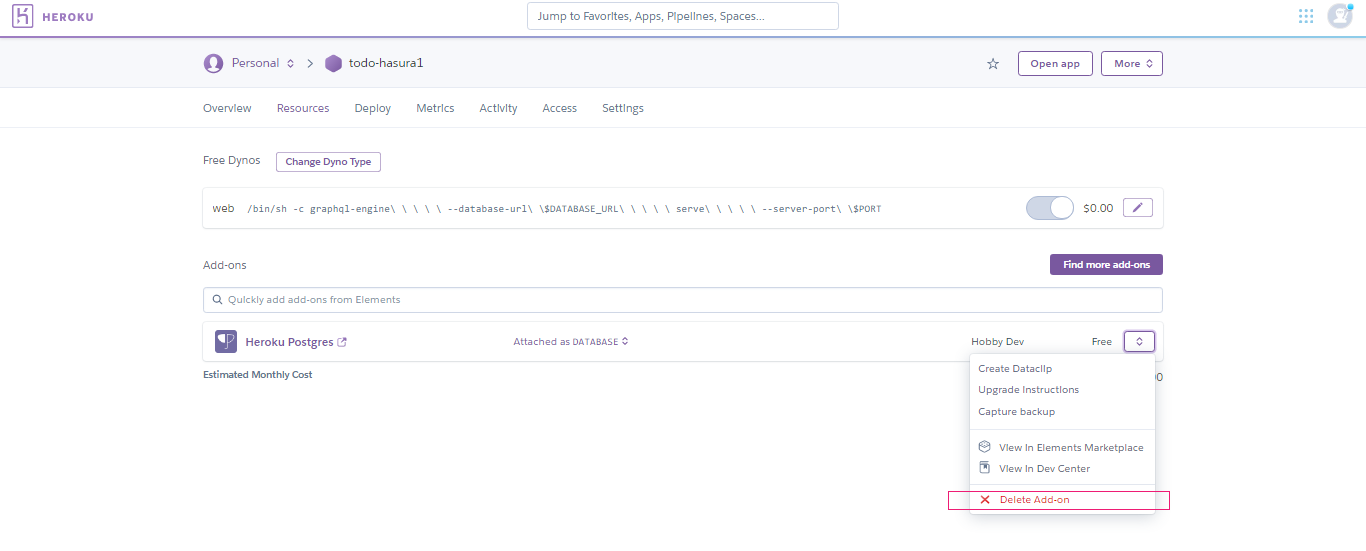 HEROKU
Jump to Favorites, Apps, Pipelines, Spaces...
Personal
todo-hasura1
Open app
More
Overview
Resources
Deploy
Metrics
Activity
Access
Settings
Free Dynos
Change Dyno Type
web
/bin/sh -c graphql-engine\ \ \ \ \ --database-url\ \$DATABASE_URL\ \ \ \ \ serve\ \ \ \ \ --server-port\ \$PORT
$0.00
Add-ons
Find more add-ons
Quickly add add-ons from Elements
Heroku Postgres
Attached as DATABASE
Hobby Dev
Free
Estimated Monthly Cost
Create Dataclip
Upgrade Instructions
Capture backup
View in Elements Marketplace
View in Dev Center
Delete Add-on